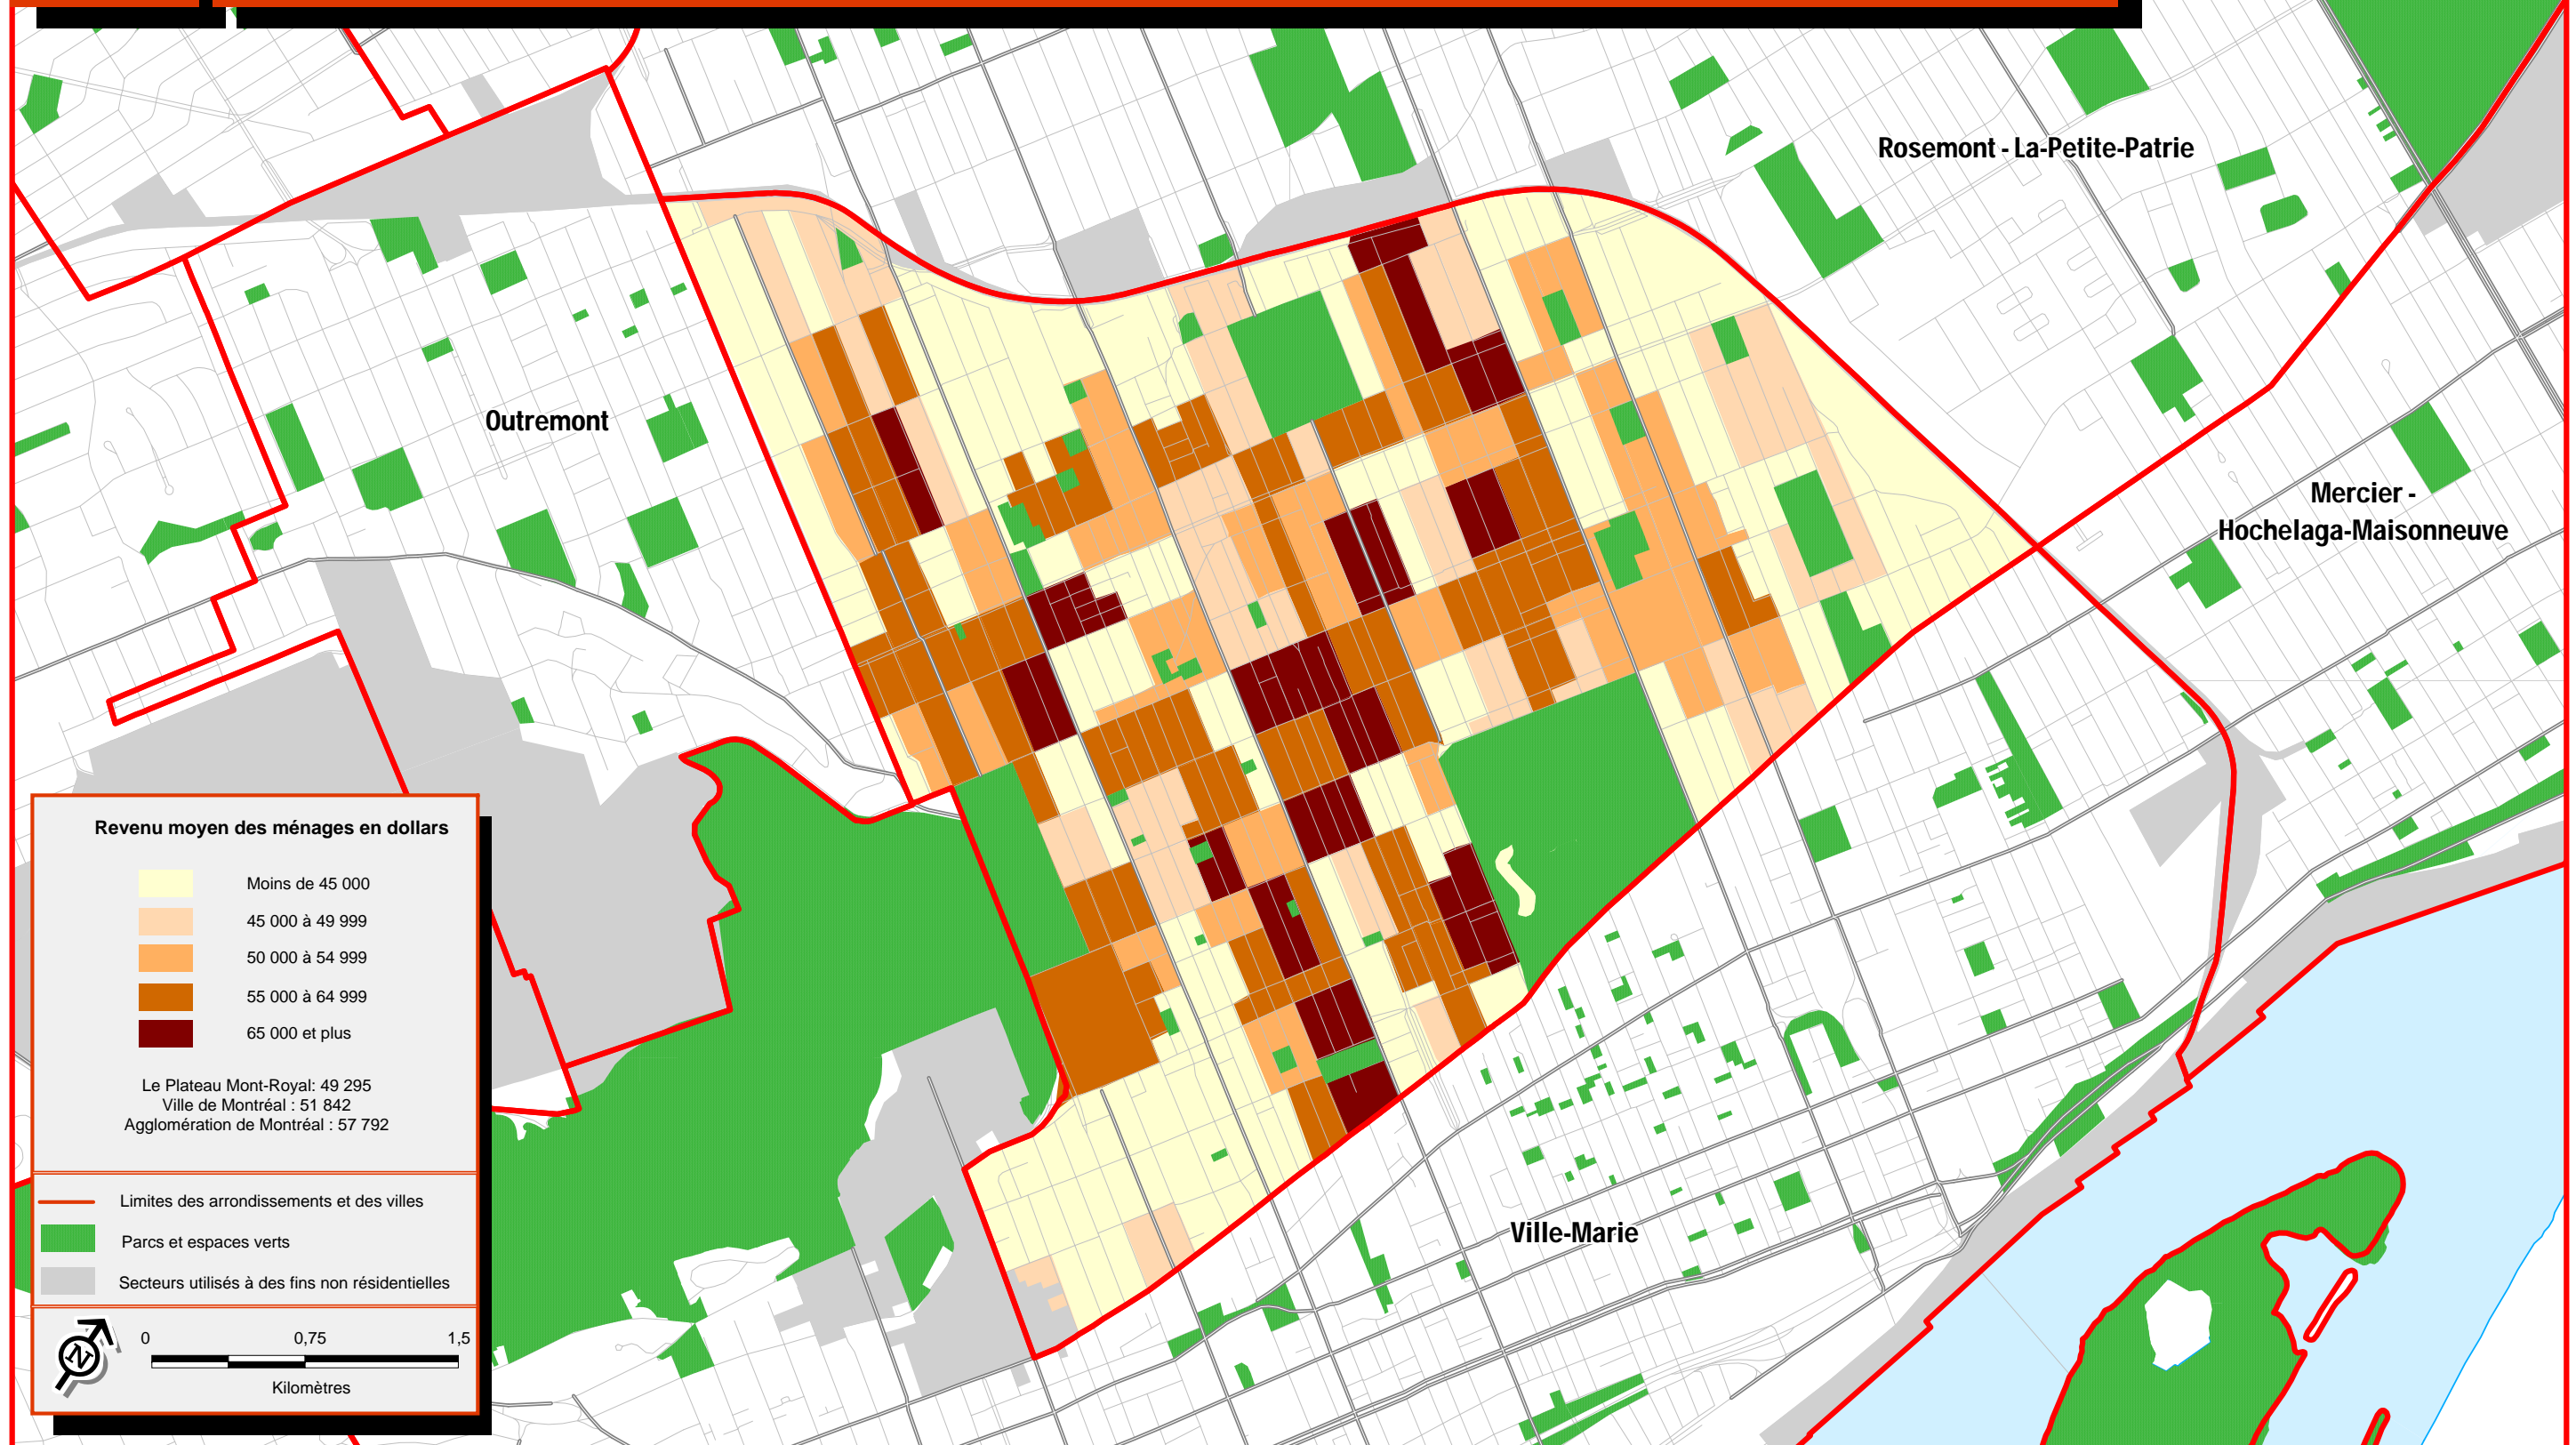 Rosemont - La-Petite-Patrie
Outremont
Mercier -
Hochelaga-Maisonneuve
Ville-Marie
Revenu moyen des ménages en dollars
Moins de 45 000
45 000 à 49 999
50 000 à 54 999
55 000 à 64 999
65 000 et plus
Le Plateau Mont-Royal: 49 295
Ville de Montréal : 51 842
Agglomération de Montréal : 57 792
Limites des arrondissements et des villes
Parcs et espaces verts
Secteurs utilisés à des fins non résidentielles
N
0 0,75 1,5
Kilomètres